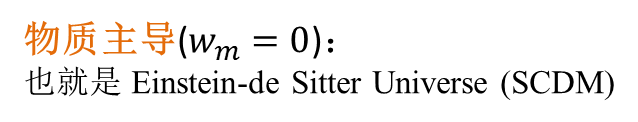 物质主导(wₘ = 0)：
也就是 Einstein-de Sitter Universe (SCDM)